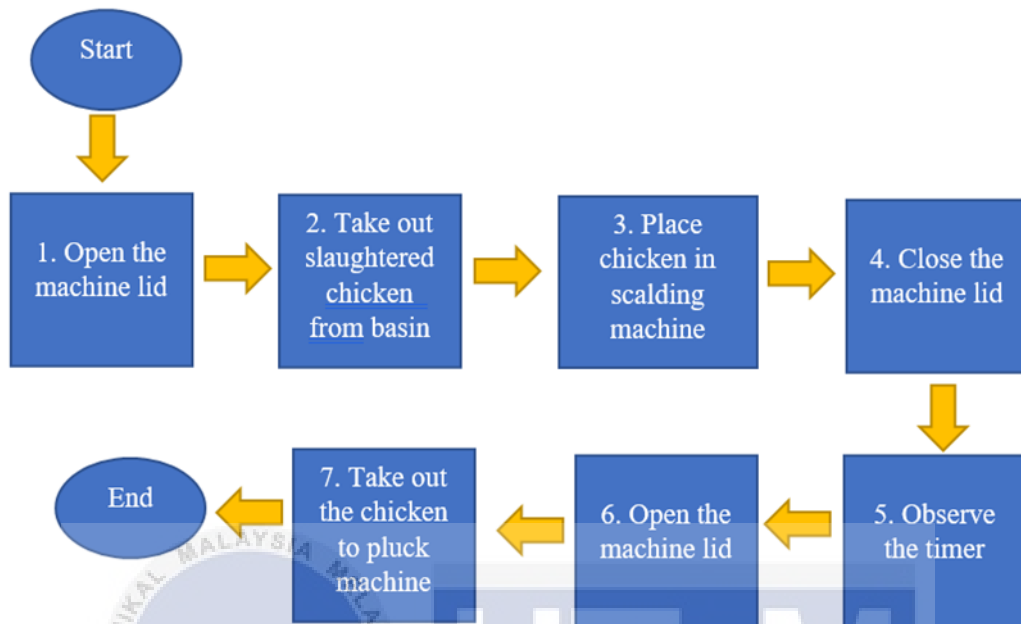 Start
1. Open the
machine lid
2. Take out
slaughtered
chicken
from basin
3. Place
chicken in
scalding
machine
4. Close the
machine lid
5. Observe
the timer
6. Open the
machine lid
7. Take out
the chicken
to pluck
machine
End
MALAYSIA